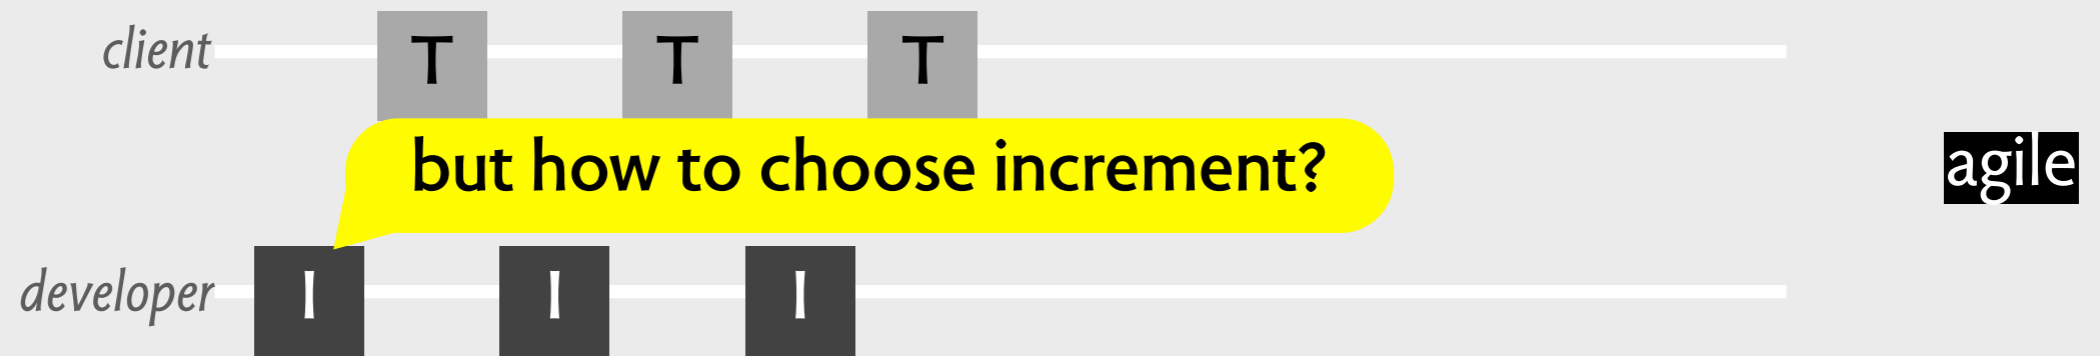 client T T T
but how to choose increment?
agile
developer I I I